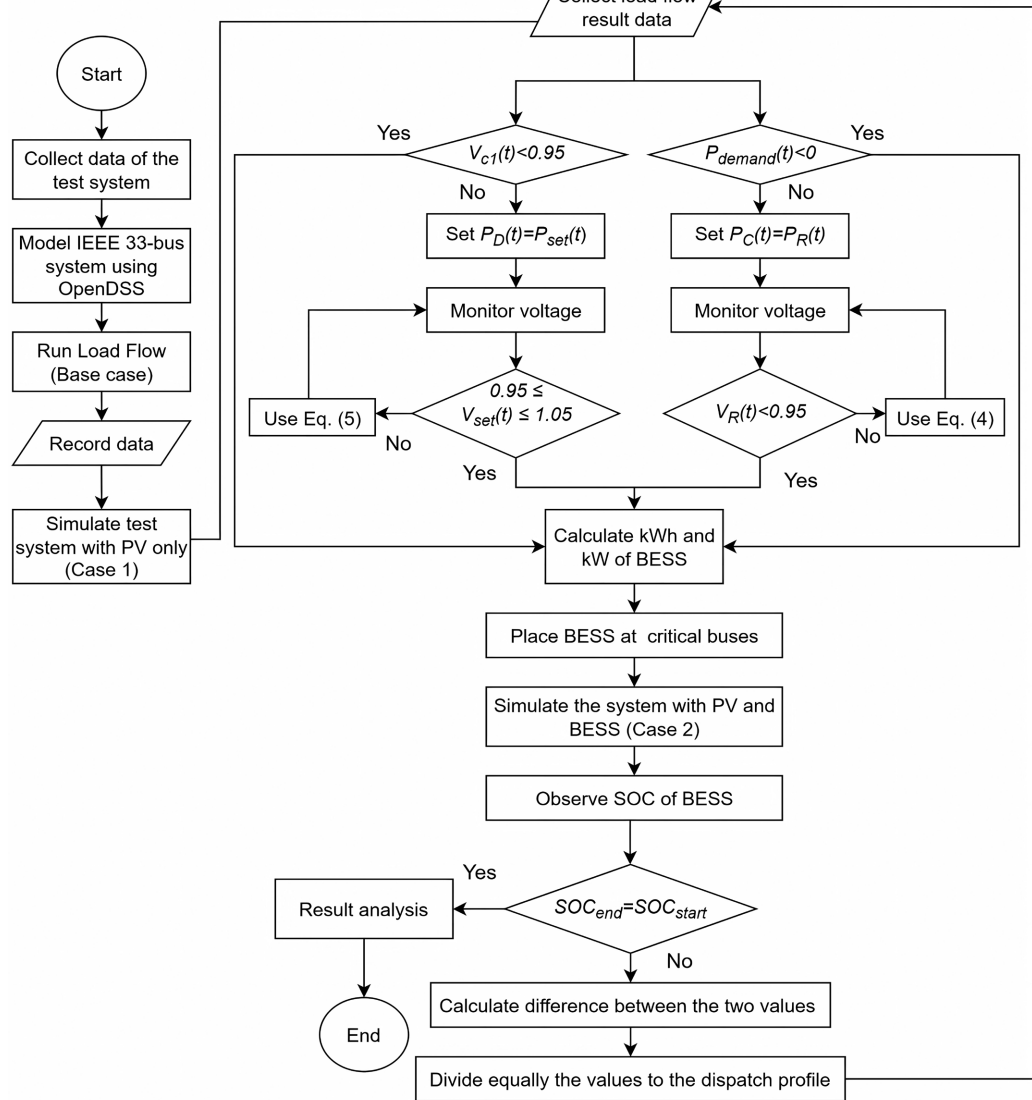 Collect load flow
result data
Start
Collect data of the
test system
Model IEEE 33-bus
system using
OpenDSS
Run Load Flow
(Base case)
Record data
Simulate test
system with PV only
(Case 1)
Yes
V_c1(t)<0.95
No
Set P_D(t)=P_set(t)
Monitor voltage
0.95 ≤
V_set(t) ≤ 1.05
Use Eq. (5)
No
Yes
Yes
P_demand(t)<0
No
Set P_C(t)=P_R(t)
Monitor voltage
V_R(t)<0.95
Use Eq. (4)
No
Yes
Calculate kWh and
kW of BESS
Place BESS at critical buses
Simulate the system with PV and
BESS (Case 2)
Observe SOC of BESS
SOC_end=SOC_start
Yes
Result analysis
End
No
Calculate difference between the two values
Divide equally the values to the dispatch profile